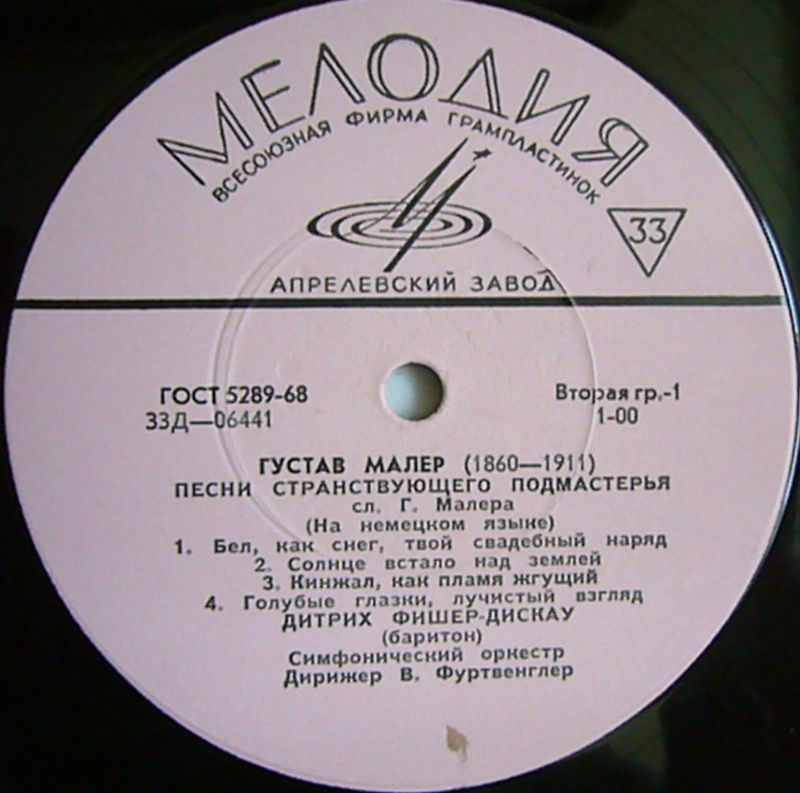 МЕЛОДИЯ
ВСЕСОЮЗНАЯ ФИРМА ГРАМПЛАСТИНОК
33
АПРЕЛЕВСКИЙ ЗАВОД
ГОСТ 5289-68
Вторая гр.-1
33Д—06441
1-00
ГУСТАВ МАЛЕР (1860—1911)
ПЕСНИ СТРАНСТВУЮЩЕГО ПОДМАСТЕРЬЯ
сл. Г. Малера
(На немецком языке)
1. Бел, как снег, твой свадебный наряд
2. Солнце встало над землей
3. Кинжал, как пламя жгущий
4. Голубые глазки, лучистый взгляд
ДИТРИХ ФИШЕР-ДИСКАУ
(баритон)
Симфонический оркестр
Дирижер В. Фуртвенглер